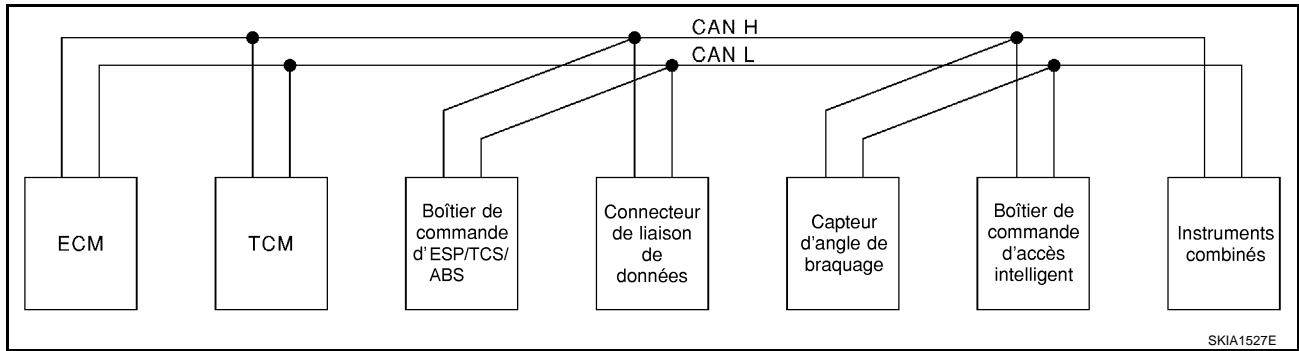 CAN H
CAN L
ECM
TCM
Boîtier de
commande
d'ESP/TCS/
ABS
Connecteur
de liaison
de
données
Capteur
d'angle de
braquage
Boîtier de
commande
d'accès
intelligent
Instruments
combinés
SKIA1527E